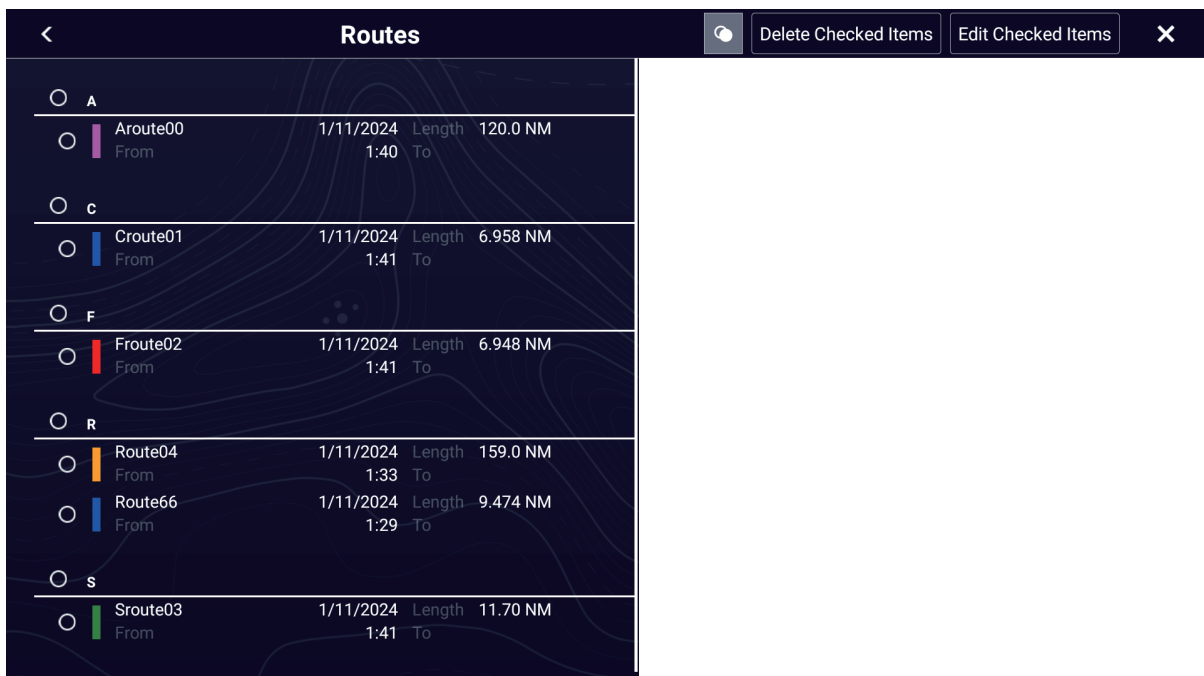 Routes Delete Checked Items Edit Checked Items
A
Aroute00 1/11/2024 Length 120.0 NM
From 1:40 To
C
Croute01 1/11/2024 Length 6.958 NM
From 1:41 To
F
Froute02 1/11/2024 Length 6.948 NM
From 1:41 To
R
Route04 1/11/2024 Length 159.0 NM
From 1:33 To
Route66 1/11/2024 Length 9.474 NM
From 1:29 To
S
Sroute03 1/11/2024 Length 11.70 NM
From 1:41 To